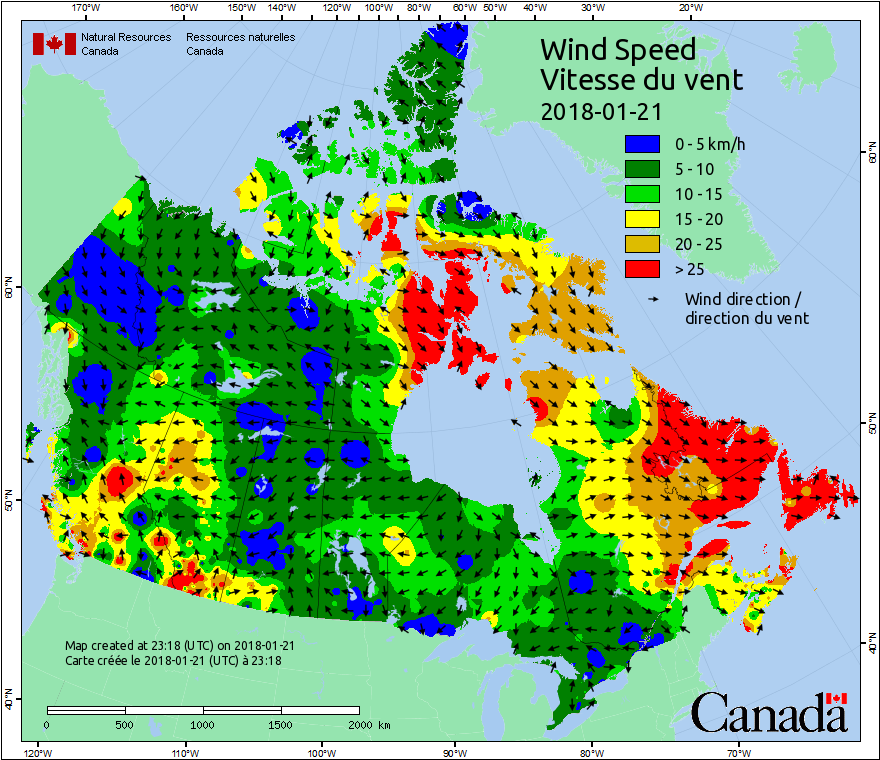 170°W 160°W 150°W 140°W 130°W 120°W 110°W 100°W 90°W 80°W 70°W 60°W 50°W 40°W 30°W 20°W
Natural Resources Ressources naturelles
Canada Canada
Wind Speed
Vitesse du vent
2018-01-21
0 - 5 km/h
5 - 10
10 - 15
15 - 20
20 - 25
> 25
Wind direction /
direction du vent
60°N
60°N
50°N
50°N
40°N
40°N
Map created at 23:18 (UTC) on 2018-01-21
Carte créée le 2018-01-21 (UTC) à 23:18
0 500 1000 1500 2000 km
Canada
120°W 110°W 100°W 90°W 80°W 70°W